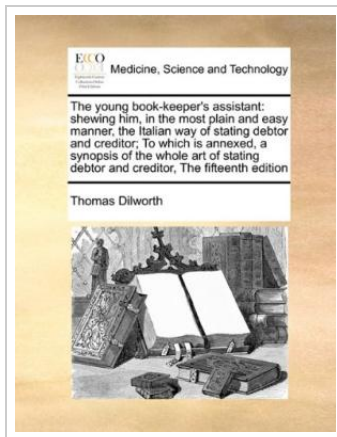 ECCO
Medicine, Science and Technology
The young book-keeper's assistant:
shewing him, in the most plain and easy
manner, the Italian way of stating debtor
and creditor; To which is annexed, a
synopsis of the whole art of stating
debtor and creditor, The fifteenth edition
Thomas Dilworth